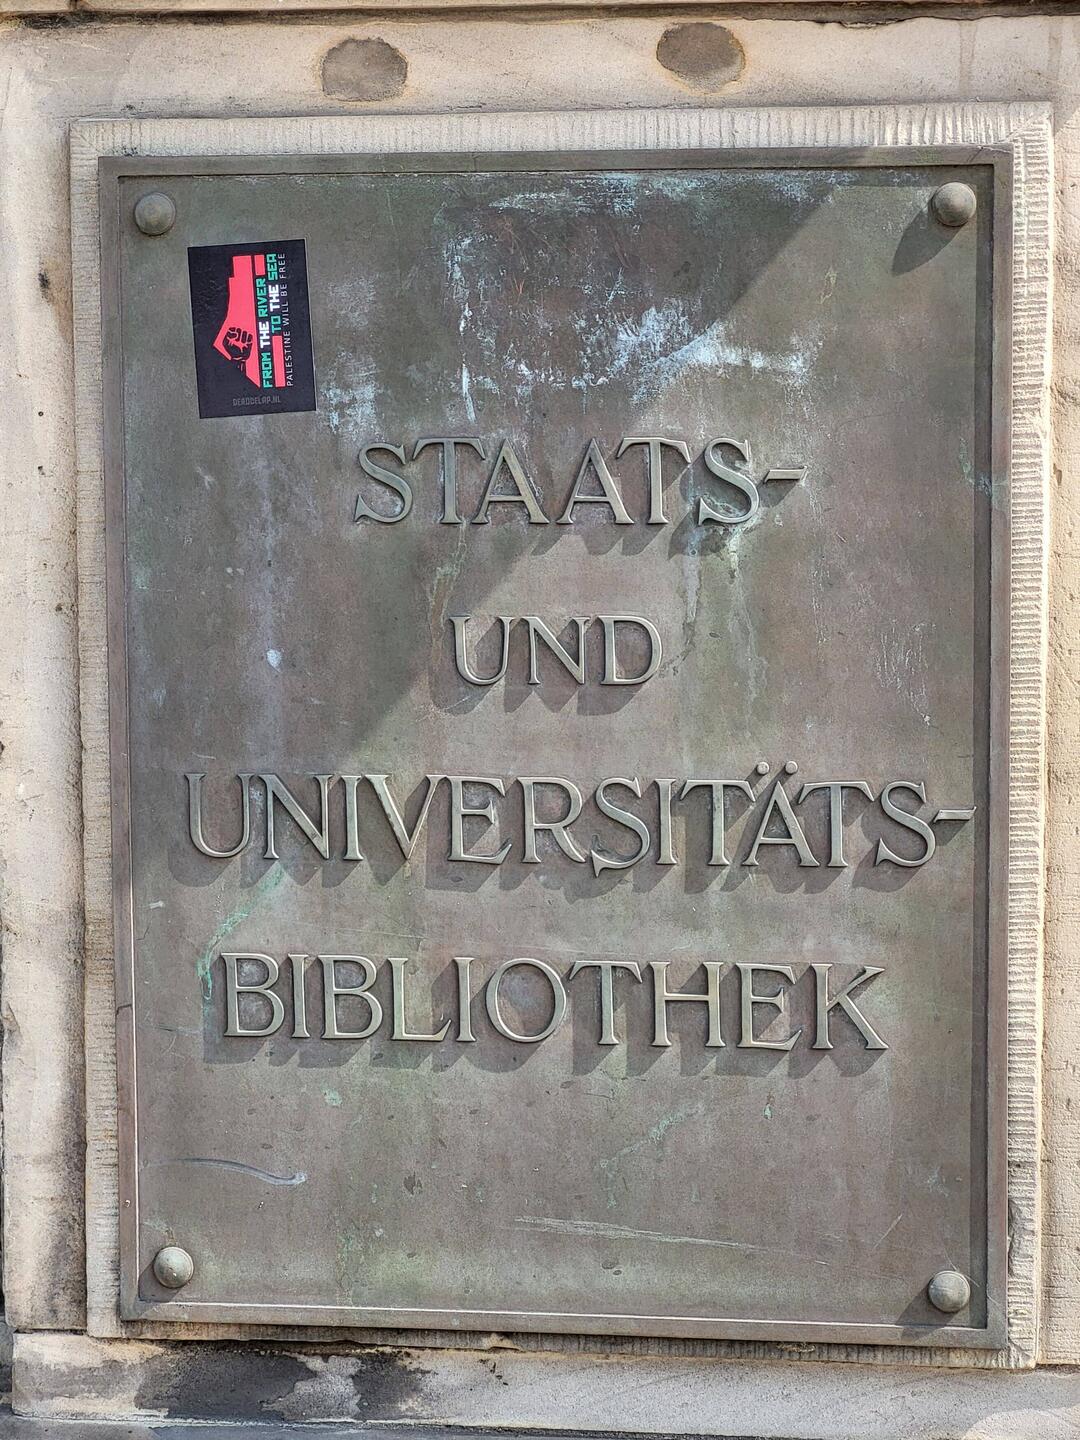 FROM THE RIVER
TO THE SEA
PALESTINE WILL BE FREE
STAATS-
UND
UNIVERSITÄTS-
BIBLIOTHEK